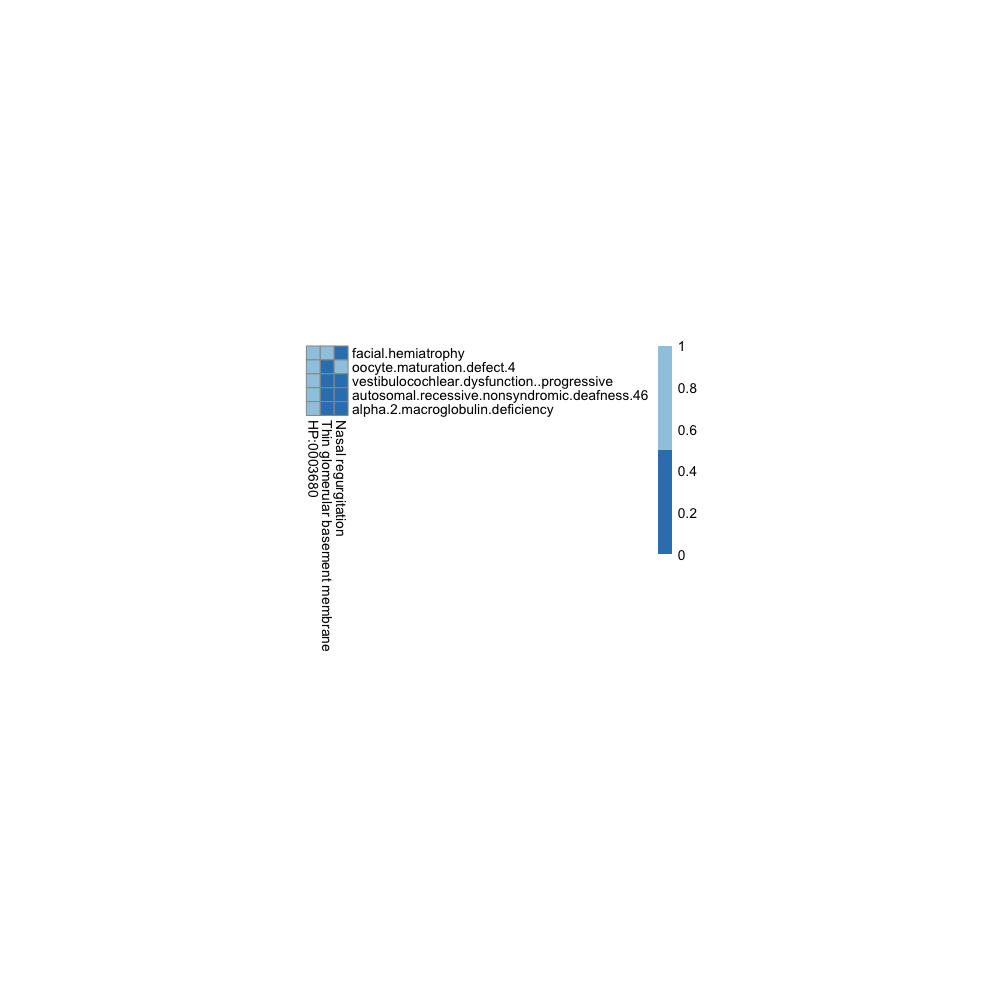 facial.hemiatrophy
oocyte.maturation.defect.4
vestibulocochlear.dysfunction..progressive
autosomal.recessive.nonsyndromic.deafness.46
alpha.2.macroglobulin.deficiency
HP:0003680
Thin glomerular basement membrane
Nasal regurgitation
1
0.8
0.6
0.4
0.2
0